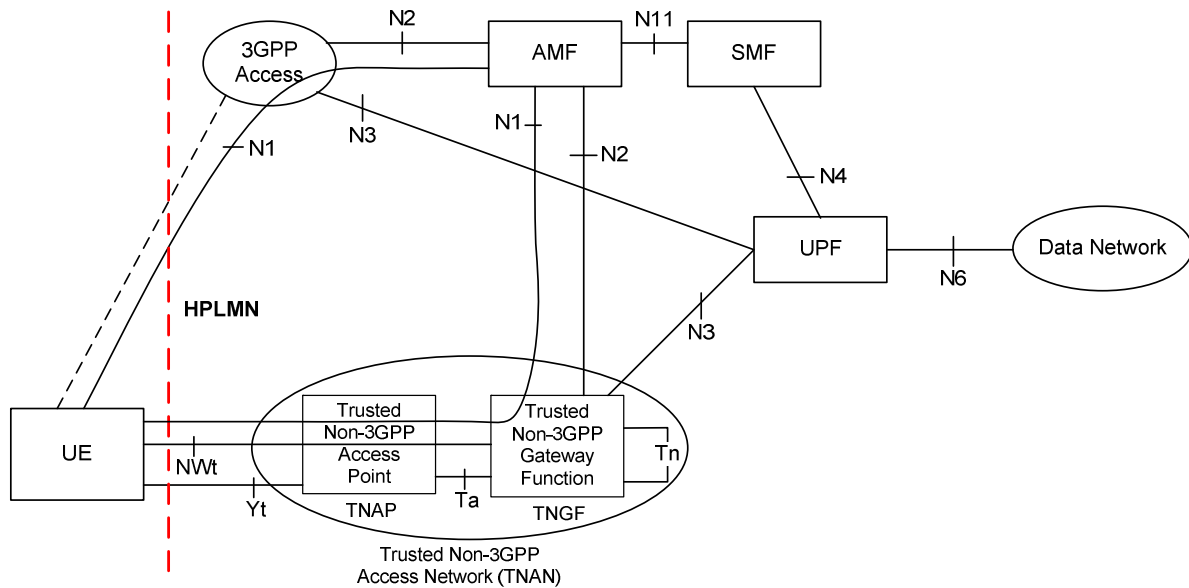 N2
N11
3GPP
Access
AMF
SMF
N1
N3
N1
N2
N4
UPF
Data Network
N6
N3
HPLMN
UE
Trusted
Non-3GPP
Access
Point
Trusted
Non-3GPP
Gateway
Function
Tn
NWt
Yt
Ta
TNAP
TNGF
Trusted Non-3GPP
Access Network (TNAN)